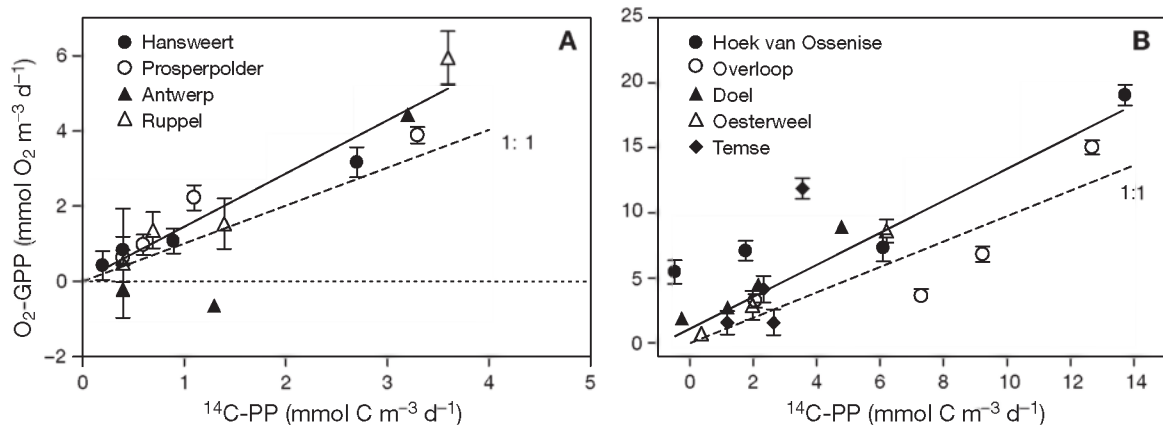 A
Hansweert
Prosperpolder
Antwerp
Ruppel
1: 1
6
4
2
0
−2
0 1 2 3 4 5
O₂-GPP (mmol O₂ m⁻³ d⁻¹)
¹⁴C-PP (mmol C m⁻³ d⁻¹)
B
Hoek van Ossenise
Overloop
Doel
Oesterweel
Temse
1:1
25
20
15
10
5
0
0 2 4 6 8 10 12 14
¹⁴C-PP (mmol C m⁻³ d⁻¹)